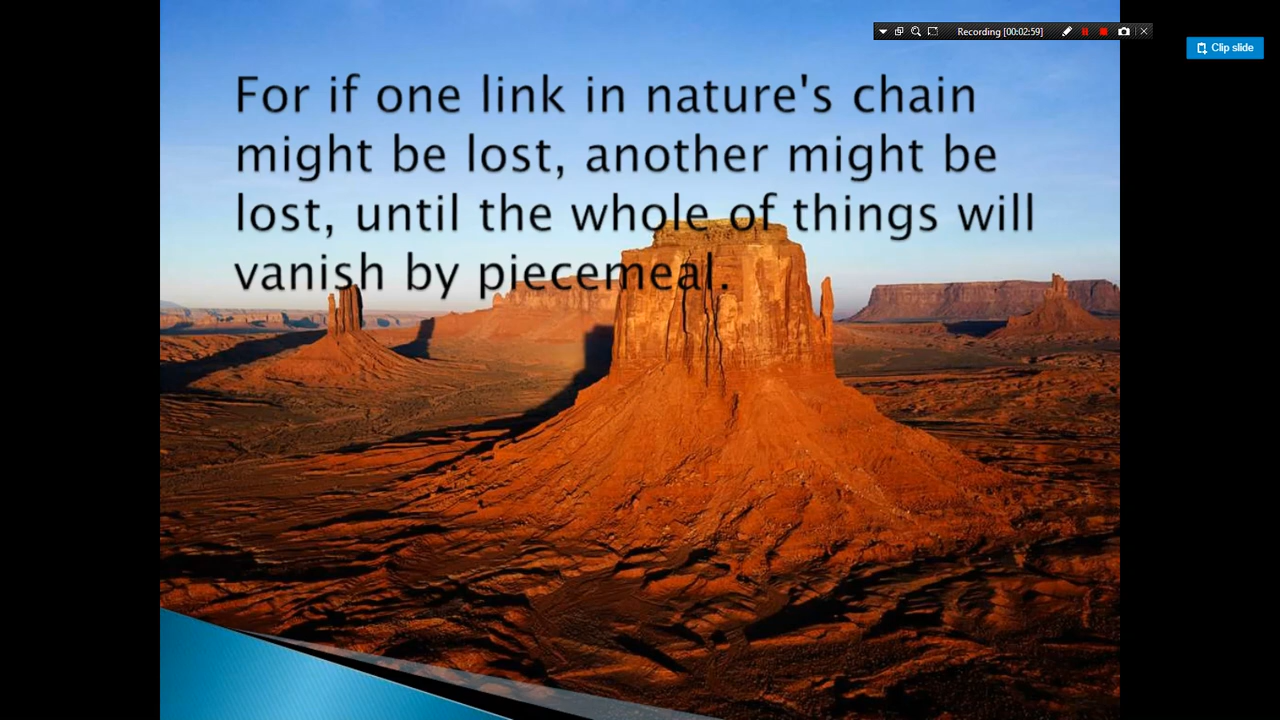 Recording [00:02:59]
Clip slide
For if one link in nature's chain
might be lost, another might be
lost, until the whole of things will
vanish by piecemeal.